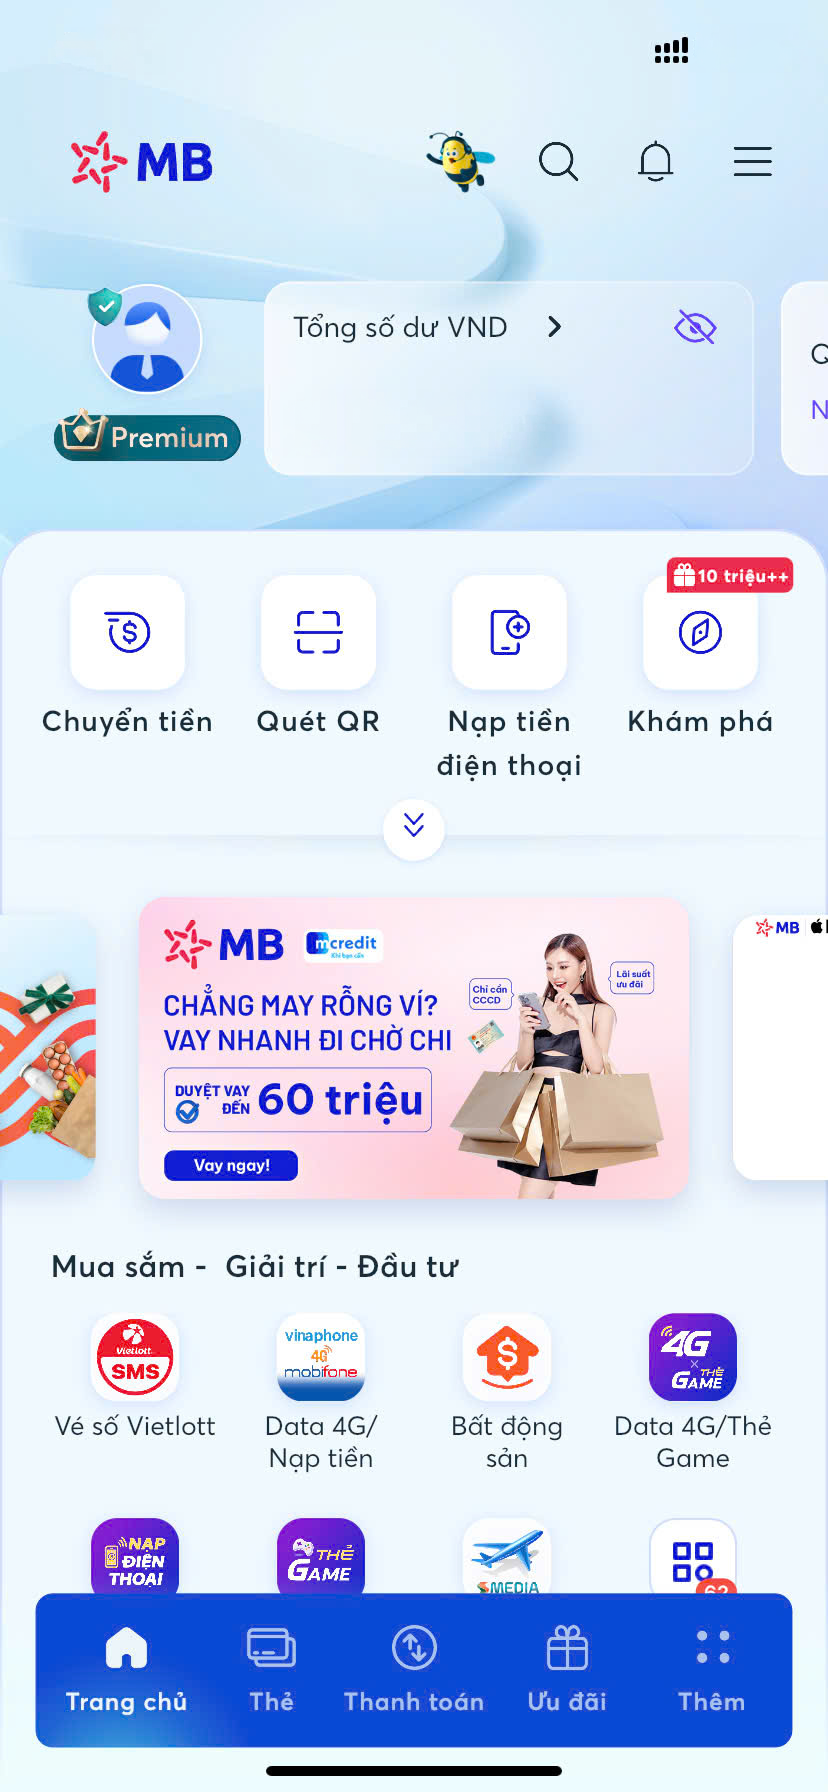 MB
Tổng số dư VND
Q
N
Premium
10 triệu++
Chuyển tiền
Quét QR
Nạp tiền
điện thoại
Khám phá
MB
mcredit
Khi bạn cần
CHẲNG MAY RỖNG VÍ?
VAY NHANH ĐI CHỜ CHI
DUYỆT VAY
ĐẾN
60 triệu
Vay ngay!
Chỉ cần
CCCD
Lãi suất
ưu đãi
MB
Mua sắm - Giải trí - Đầu tư
Vietlott
SMS
Vé số Vietlott
vinaphone
4G
mobifone
Data 4G/
Nạp tiền
$
Bất động
sản
4G
x
THẺ
GAME
Data 4G/Thẻ
Game
NẠP
ĐIỆN
THOẠI
THẺ
GAME
SMEDIA
62
Trang chủ
Thẻ
Thanh toán
Ưu đãi
Thêm